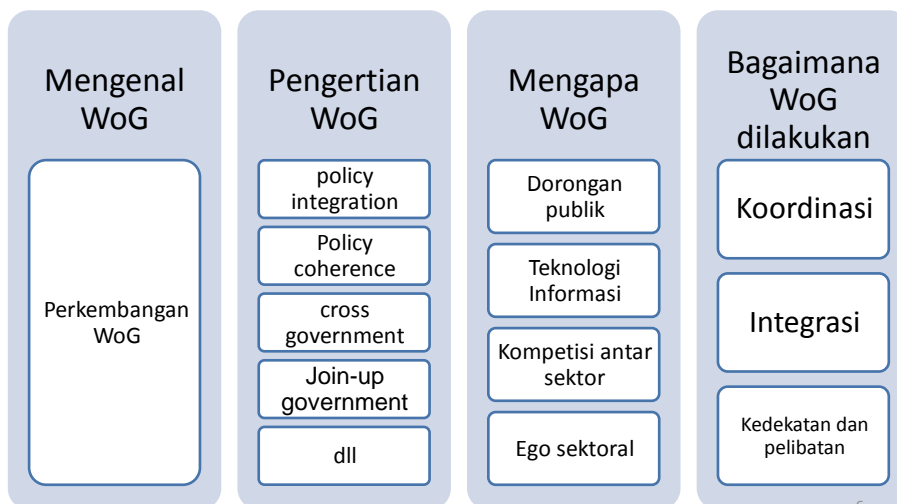 Mengenal
WoG
Perkembangan
WoG
Pengertian
WoG
policy
integration
Policy
coherence
cross
government
Join-up
government
dll
Mengapa
WoG
Dorongan
publik
Teknologi
Informasi
Kompetisi antar
sektor
Ego sektoral
Bagaimana
WoG
dilakukan
Koordinasi
Integrasi
Kedekatan dan
pelibatan